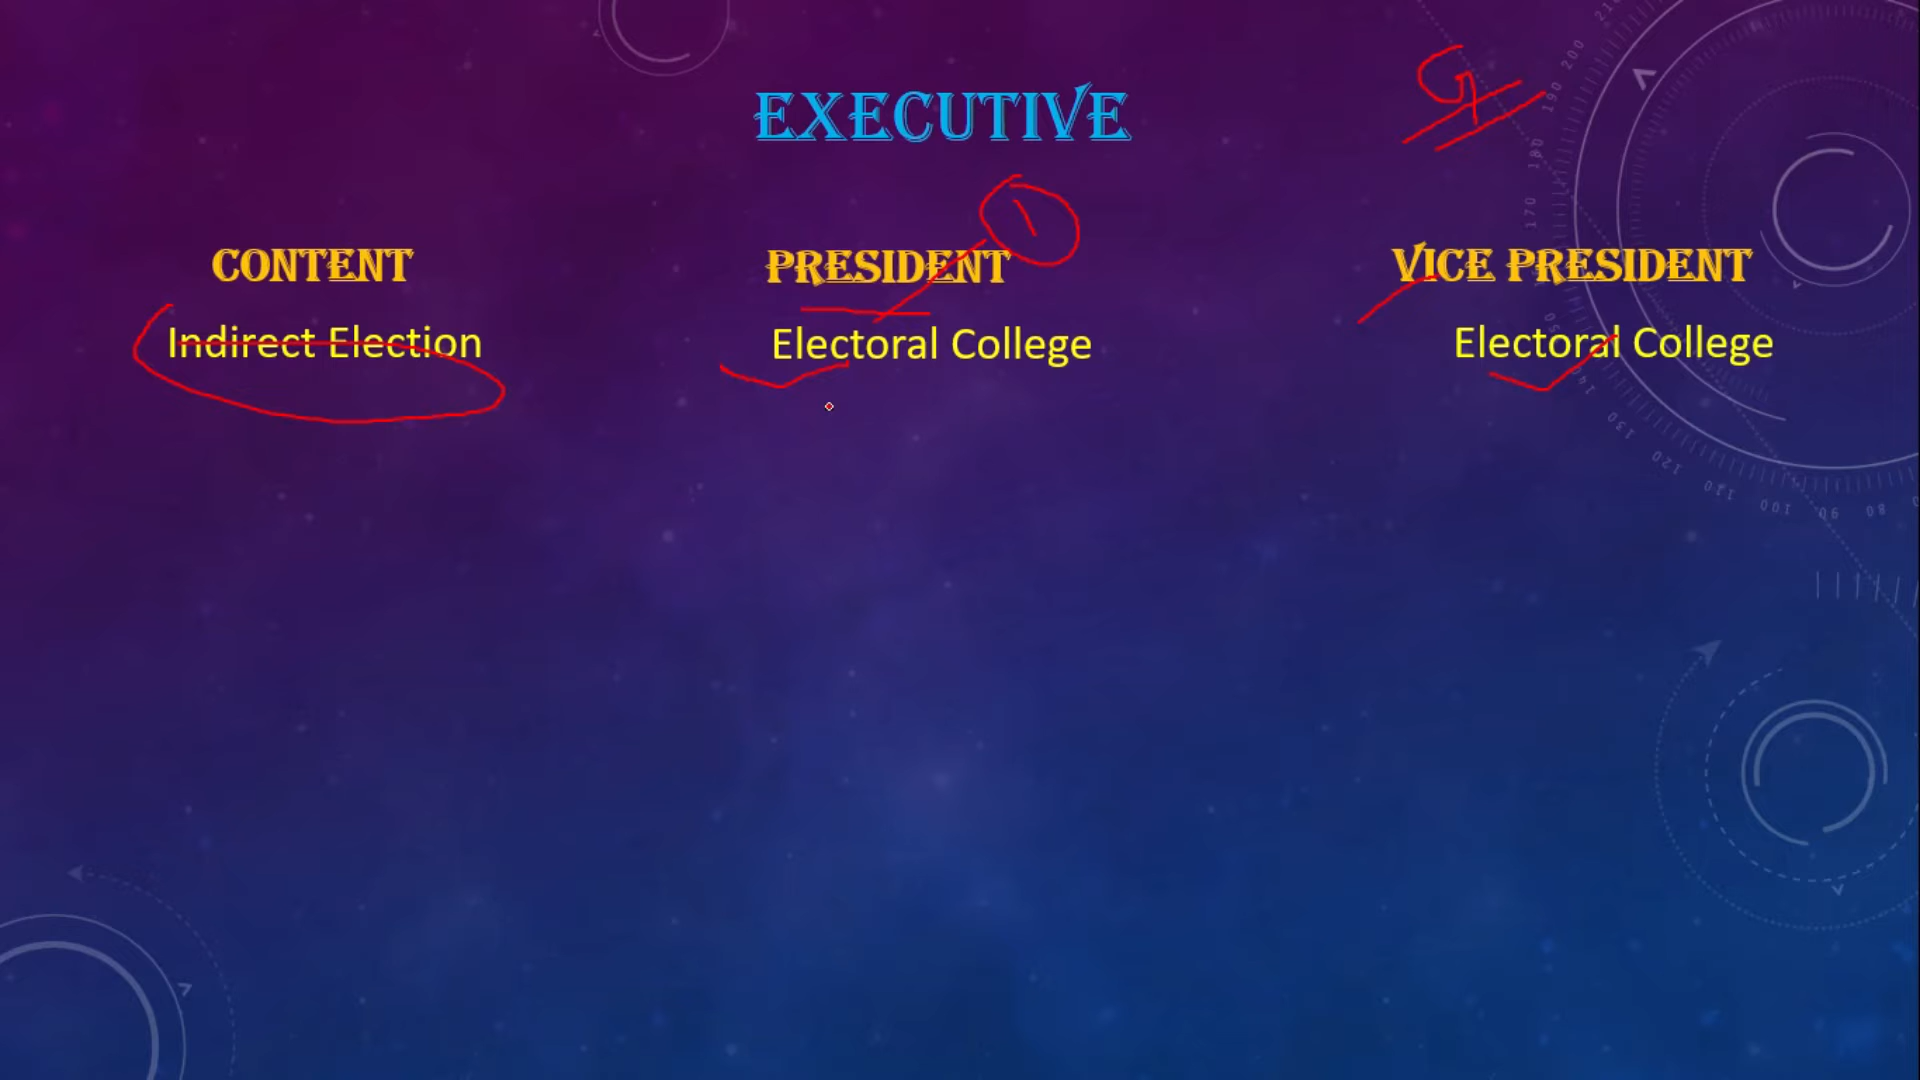 EXECUTIVE
CONTENT PRESIDENT VICE PRESIDENT
Indirect Election Electoral College Electoral College